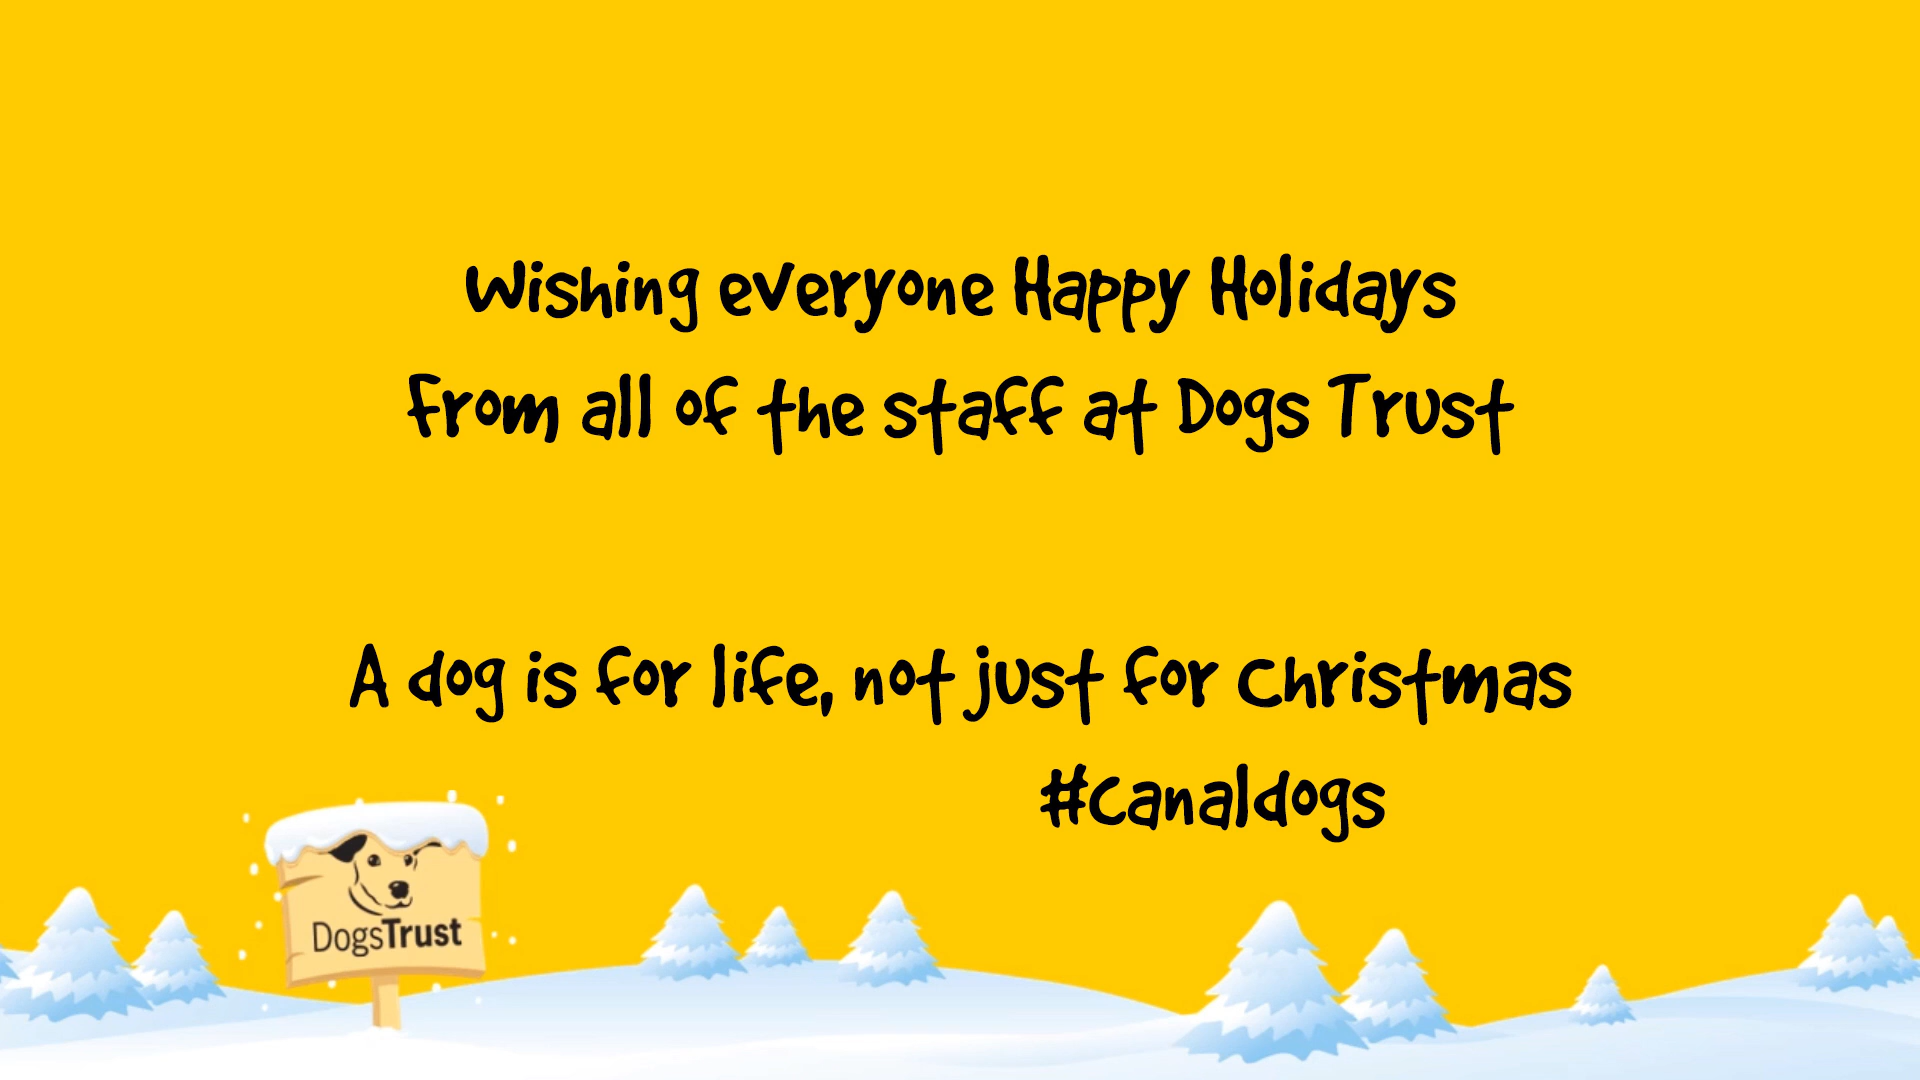 Wishing everyone Happy Holidays
From all of the staff at Dogs Trust
A dog is for life, not just for Christmas
#Canaldogs
DogsTrust